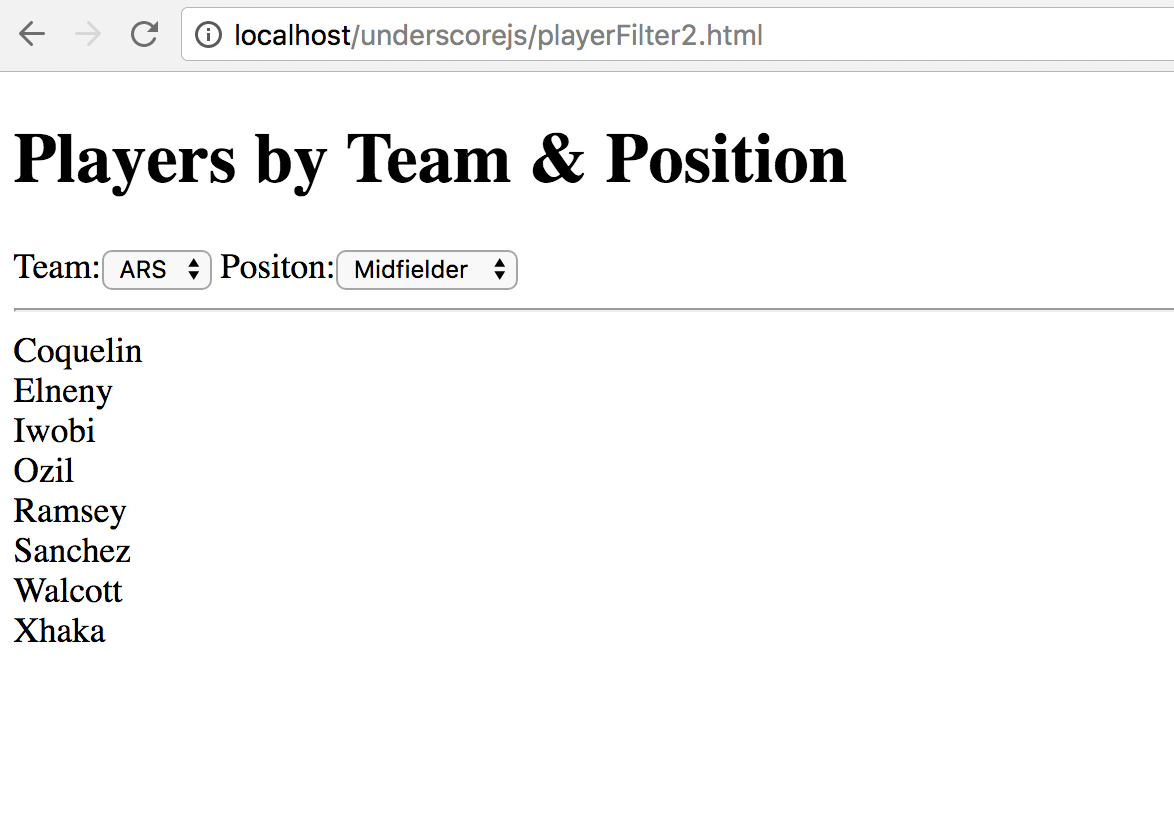 localhost/underscorejs/playerFilter2.html
Players by Team & Position
Team: ARS Positon: Midfielder
Coquelin
Elneny
Iwobi
Ozil
Ramsey
Sanchez
Walcott
Xhaka